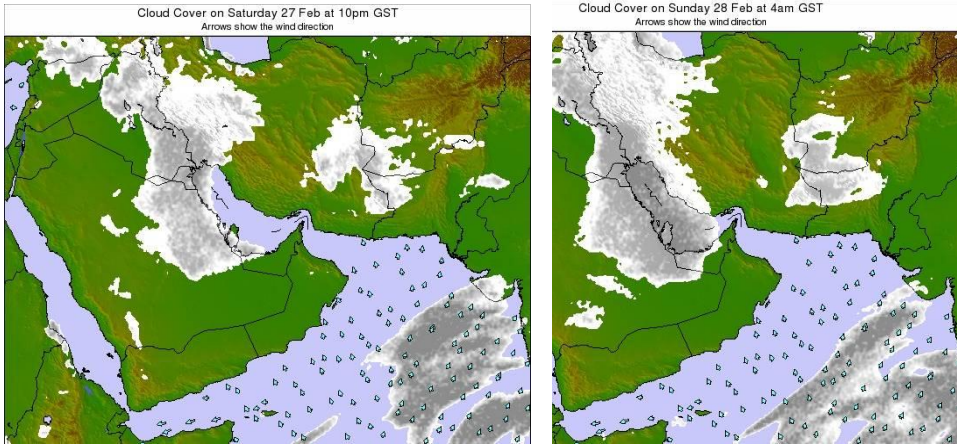 Cloud Cover on Saturday 27 Feb at 10pm GST
Arrows show the wind direction
Cloud Cover on Sunday 28 Feb at 4am GST
Arrows show the wind direction